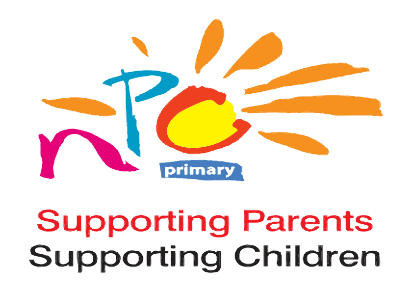 nPC
primary
Supporting Parents
Supporting Children